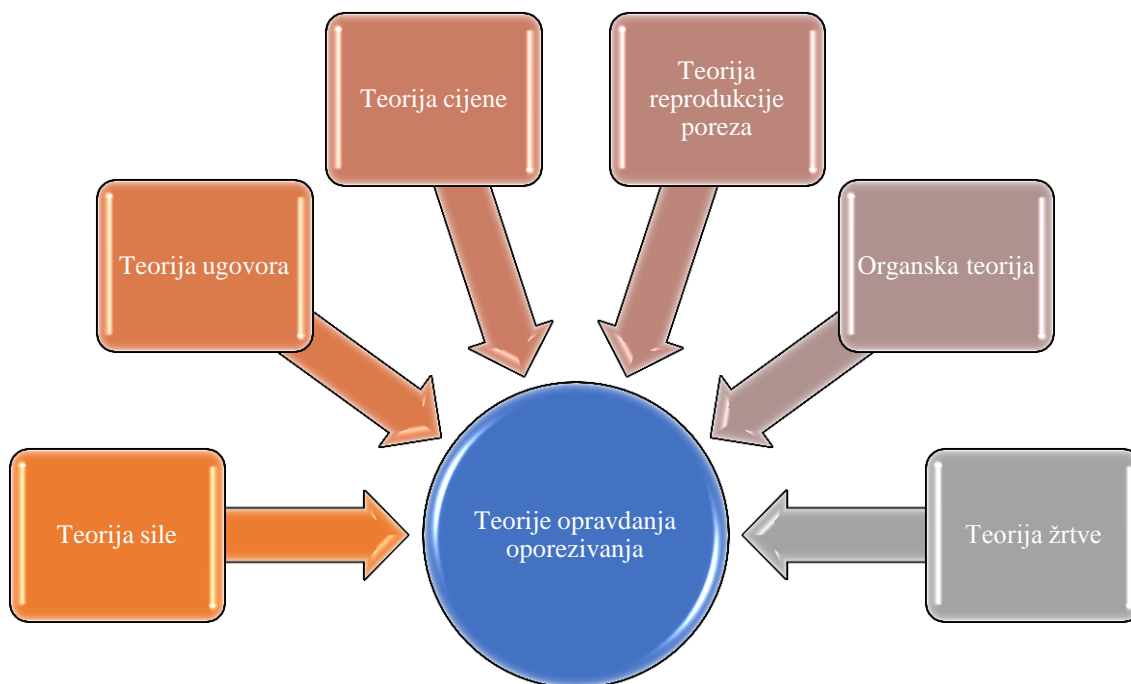 Teorija cijene
Teorija
reprodukcije
poreza
Teorija ugovora
Organska teorija
Teorija sile
Teorije opravdanja
oporezivanja
Teorija žrtve